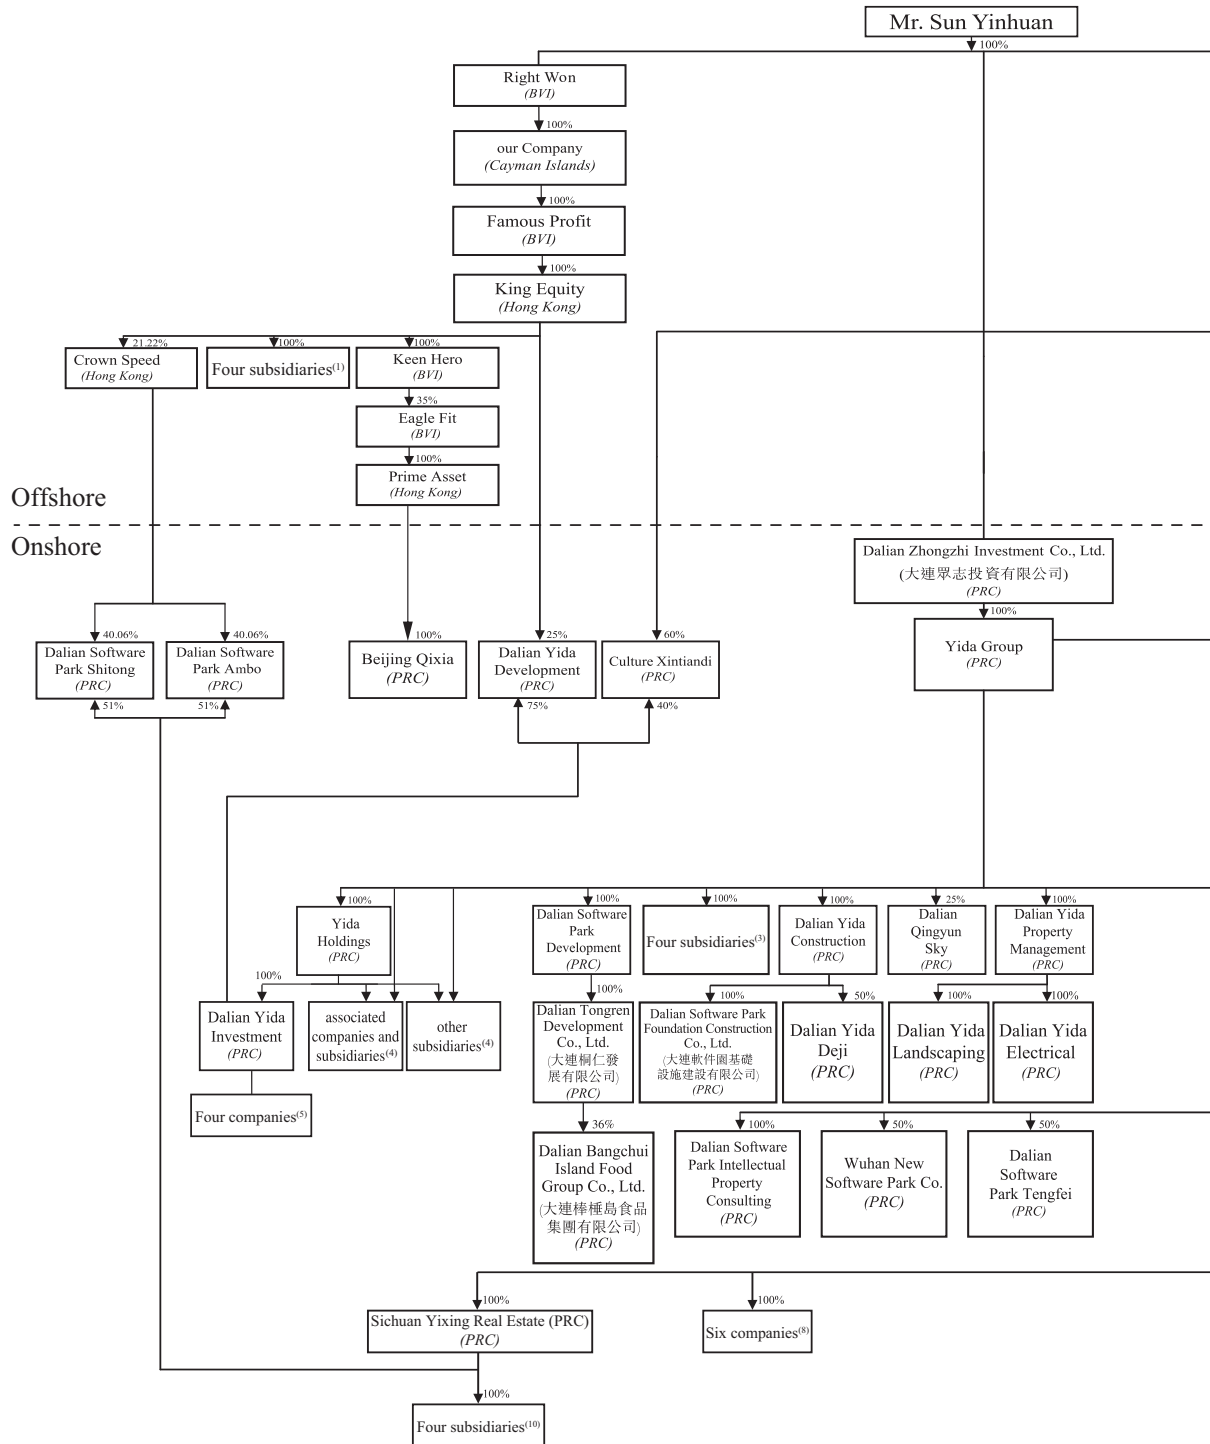 Mr. Sun Yinhuan
100%
Right Won
(BVI)
100%
our Company
(Cayman Islands)
100%
Famous Profit
(BVI)
100%
King Equity
(Hong Kong)
21.22%
100%
100%
Crown Speed
(Hong Kong)
Four subsidiaries(1)
Keen Hero
(BVI)
35%
Eagle Fit
(BVI)
100%
Prime Asset
(Hong Kong)
Offshore
Onshore
Dalian Zhongzhi Investment Co., Ltd.
(大連眾志投資有限公司)
(PRC)
100%
40.06%
40.06%
100%
25%
60%
Dalian Software
Park Shitong
(PRC)
Dalian Software
Park Ambo
(PRC)
Beijing Qixia
(PRC)
Dalian Yida
Development
(PRC)
Culture Xintiandi
(PRC)
Yida Group
(PRC)
51%
51%
75%
40%
100%
100%
100%
100%
25%
100%
Yida
Holdings
(PRC)
Dalian Software
Park
Development
(PRC)
Four subsidiaries(3)
Dalian Yida
Construction
(PRC)
Dalian
Qingyun
Sky
(PRC)
Dalian Yida
Property
Management
(PRC)
100%
100%
100%
50%
100%
100%
Dalian Yida
Investment
(PRC)
associated
companies and
subsidiaries(4)
other
subsidiaries(4)
Dalian Tongren
Development
Co., Ltd.
(大連桐仁發
展有限公司)
(PRC)
Dalian Software Park
Foundation Construction
Co., Ltd.
(大連軟件園基礎
設施建設有限公司)
(PRC)
Dalian Yida
Deji
(PRC)
Dalian Yida
Landscaping
(PRC)
Dalian Yida
Electrical
(PRC)
Four companies(5)
36%
100%
50%
50%
Dalian Bangchui
Island Food
Group Co., Ltd.
(大連棒棰島食品
集團有限公司)
(PRC)
Dalian Software
Park Intellectual
Property
Consulting
(PRC)
Wuhan New
Software Park Co.
(PRC)
Dalian
Software
Park Tengfei
(PRC)
100%
100%
Sichuan Yixing Real Estate (PRC)
(PRC)
Six companies(8)
100%
Four subsidiaries(10)